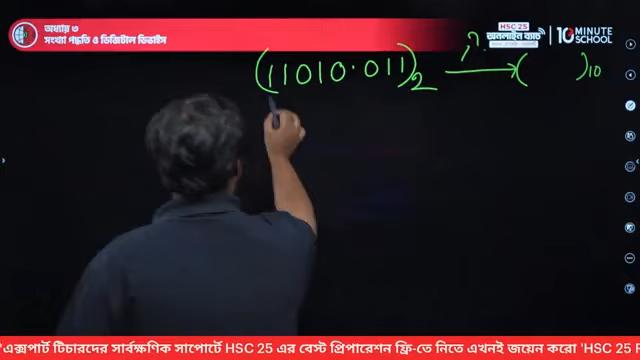 অধ্যায় ৩
সংখ্যা পদ্ধতি ও ডিজিটাল ডিভাইস
HSC 25
অনলাইন ব্যাচ
10 MINUTE SCHOOL
(11010.011)₂ → ( )₁₀
?
"এক্সপার্ট টিচারদের সার্বক্ষণিক সাপোর্টে HSC 25 এর বেস্ট প্রিপারেশন ফ্রি-তে নিতে এখনই জয়েন করো 'HSC 25